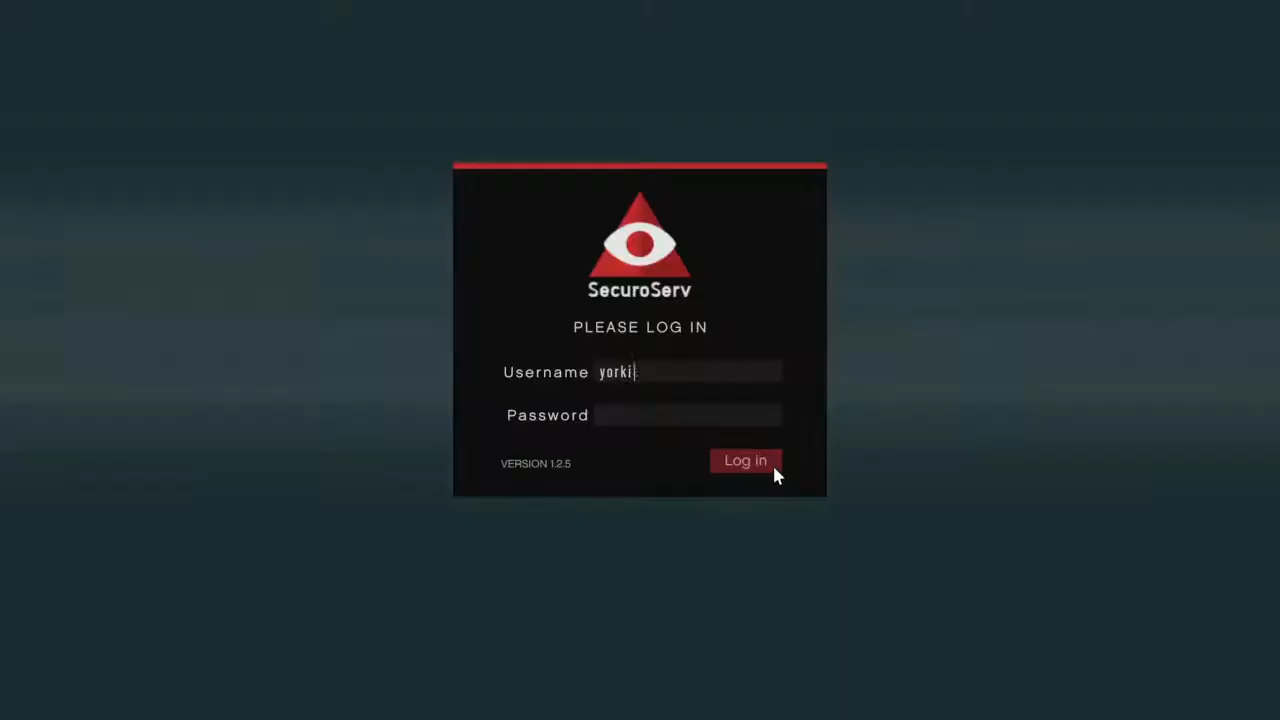 SecuroServ
PLEASE LOG IN
Username yorki
Password
VERSION 1.2.5
Log in